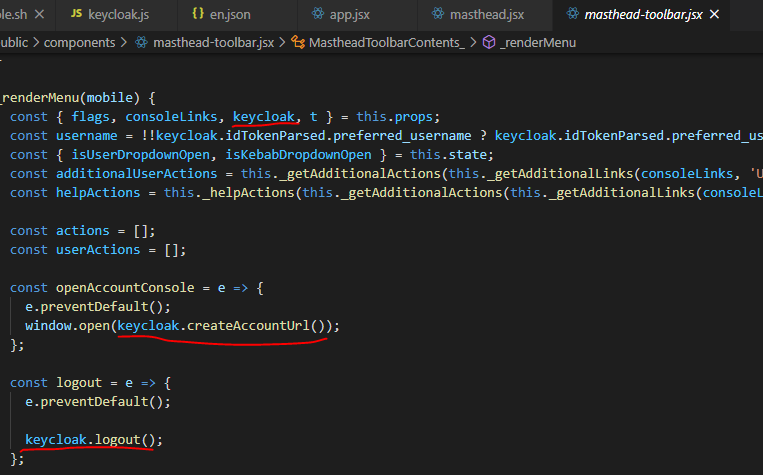 le.sh × JS keycloak.js {} en.json app.jsx masthead.jsx masthead-toolbar.jsx ×
ublic > components > masthead-toolbar.jsx > MastheadToolbarContents_ > _renderMenu
_renderMenu(mobile) {
const { flags, consoleLinks, keycloak, t } = this.props;
const username = !!keycloak.idTokenParsed.preferred_username ? keycloak.idTokenParsed.preferred_us
const { isUserDropdownOpen, isKebabDropdownOpen } = this.state;
const additionalUserActions = this._getAdditionalActions(this._getAdditionalLinks(consoleLinks, 'U
const helpActions = this._helpActions(this._getAdditionalActions(this._getAdditionalLinks(consoleL
const actions = [];
const userActions = [];
const openAccountConsole = e => {
e.preventDefault();
window.open(keycloak.createAccountUrl());
};
const logout = e => {
e.preventDefault();
keycloak.logout();
};